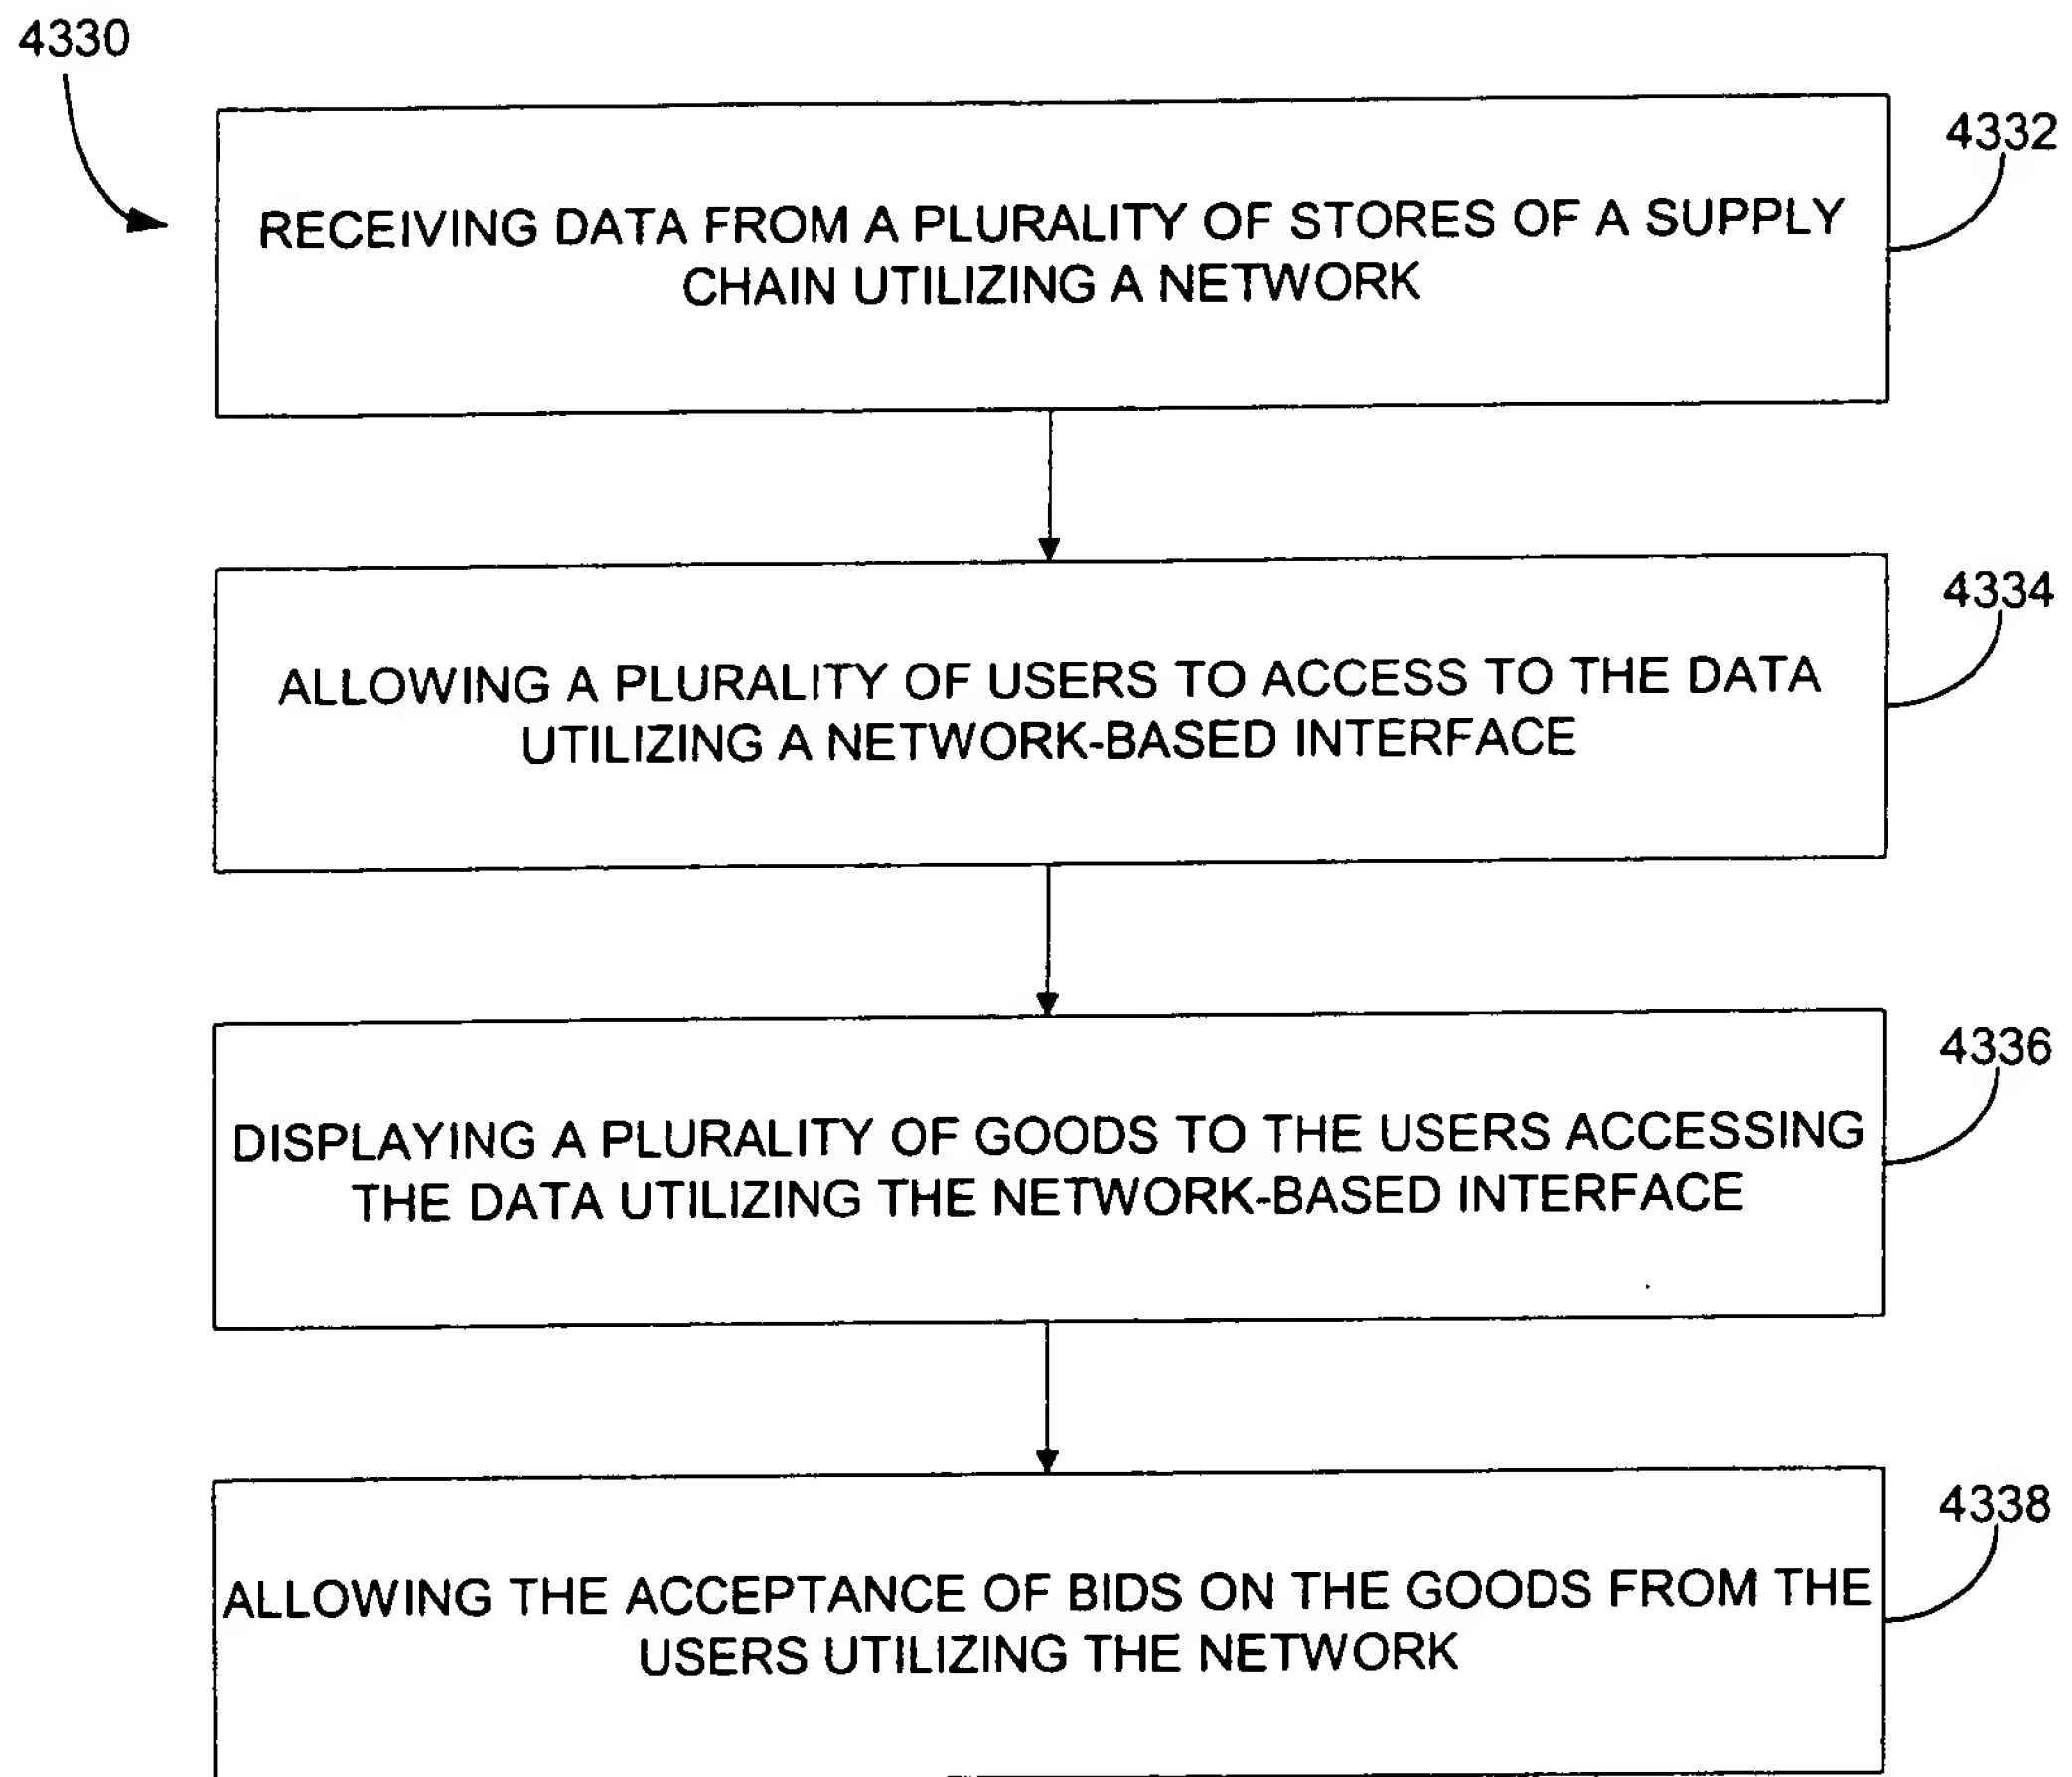 4330
4332
RECEIVING DATA FROM A PLURALITY OF STORES OF A SUPPLY
CHAIN UTILIZING A NETWORK
4334
ALLOWING A PLURALITY OF USERS TO ACCESS TO THE DATA
UTILIZING A NETWORK-BASED INTERFACE
4336
DISPLAYING A PLURALITY OF GOODS TO THE USERS ACCESSING
THE DATA UTILIZING THE NETWORK-BASED INTERFACE
4338
ALLOWING THE ACCEPTANCE OF BIDS ON THE GOODS FROM THE
USERS UTILIZING THE NETWORK